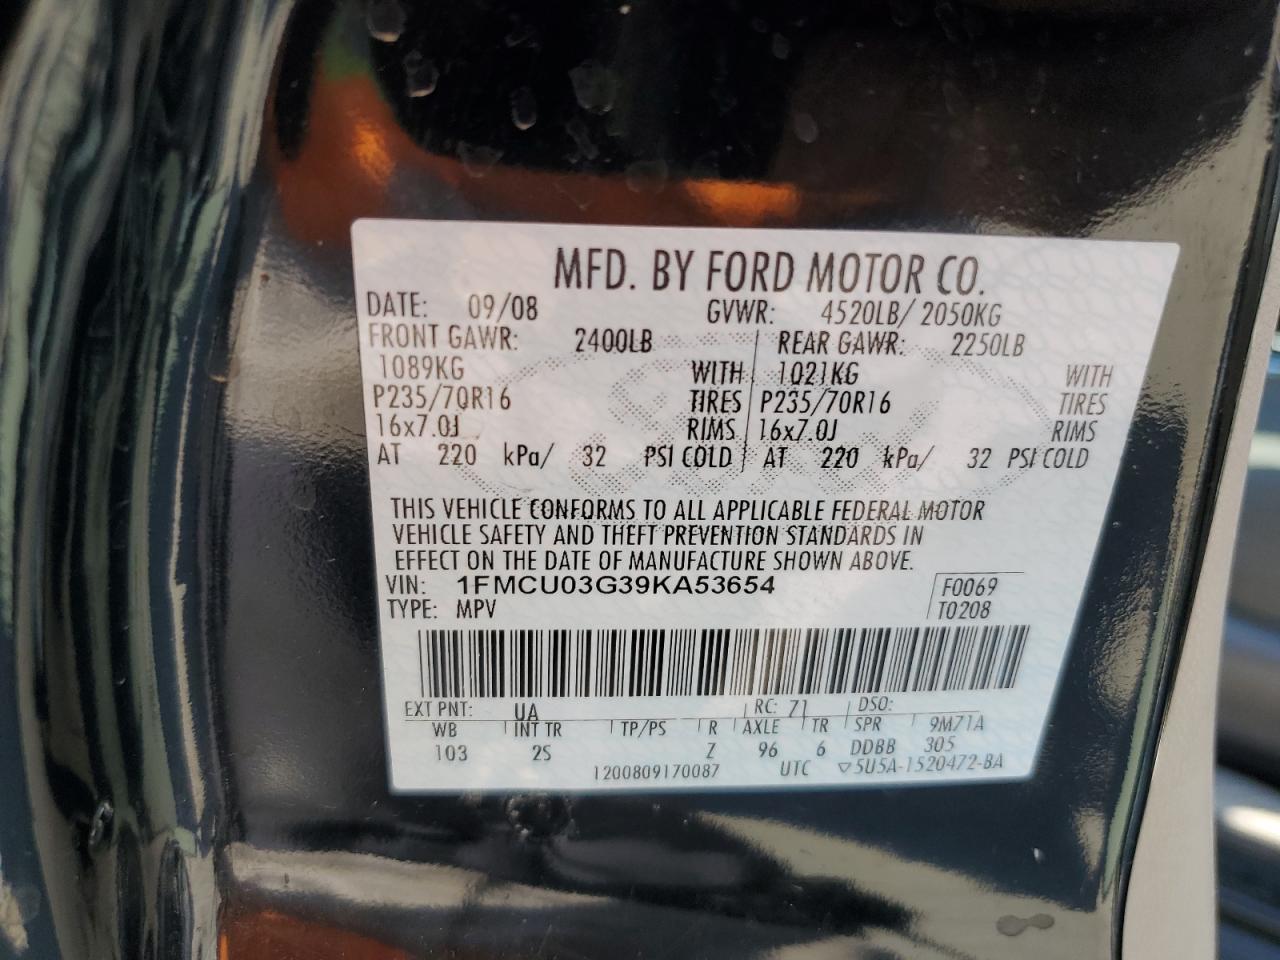 MFD. BY FORD MOTOR CO.
DATE: 09/08 GVWR: 4520LB/ 2050KG
FRONT GAWR: 2400LB REAR GAWR: 2250LB
1089KG WITH 1021KG WITH
P235/70R16 TIRES P235/70R16 TIRES
16x7.0J RIMS 16x7.0J RIMS
AT 220 kPa/ 32 PSI COLD AT 220 kPa/ 32 PSI COLD
THIS VEHICLE CONFORMS TO ALL APPLICABLE FEDERAL MOTOR
VEHICLE SAFETY AND THEFT PREVENTION STANDARDS IN
EFFECT ON THE DATE OF MANUFACTURE SHOWN ABOVE.
VIN: 1FMCU03G39KA53654 F0069
TYPE: MPV T0208
EXT PNT: UA RC: 71 DSO:
WB INT TR TP/PS R AXLE TR SPR 9M71A
103 2S Z 96 6 DDBB 305
1200809170087 UTC ▽5U5A-1520472-BA